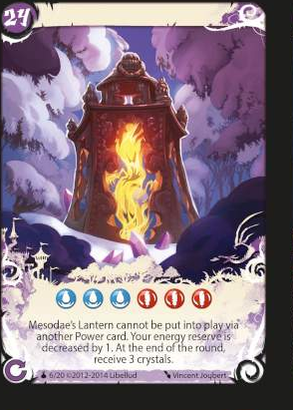 24
Mesodae's Lantern cannot be put into play via
another Power card. Your energy reserve is
decreased by 1. At the end of the round,
receive 3 crystals.
6/20 ©2012-2014 Libellud
Vincent Joubert